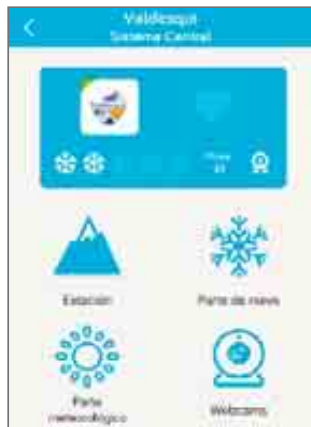 Valdesquí
Sistema Central
Estación
Parte de nieve
Parte
meteorológico
Webcams